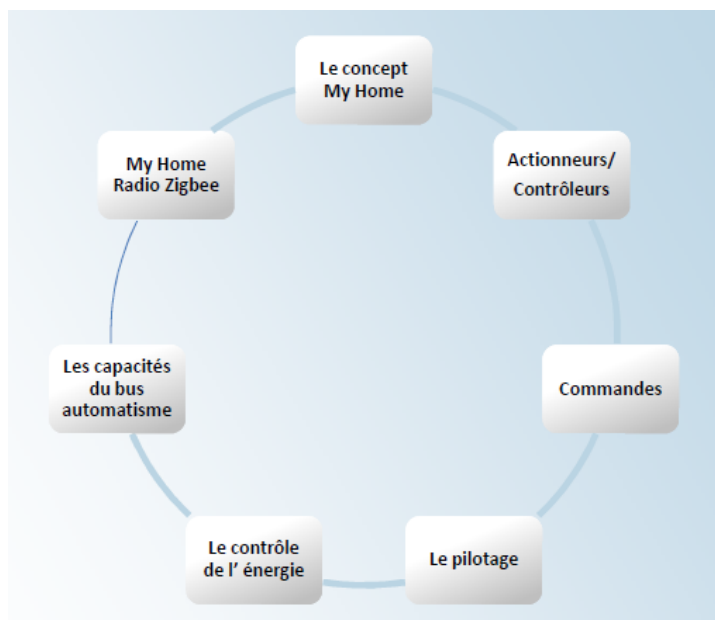 Le concept
My Home
Actionneurs/
Contrôleurs
Commandes
Le pilotage
Le contrôle
de l’ énergie
Les capacités
du bus
automatisme
My Home
Radio Zigbee